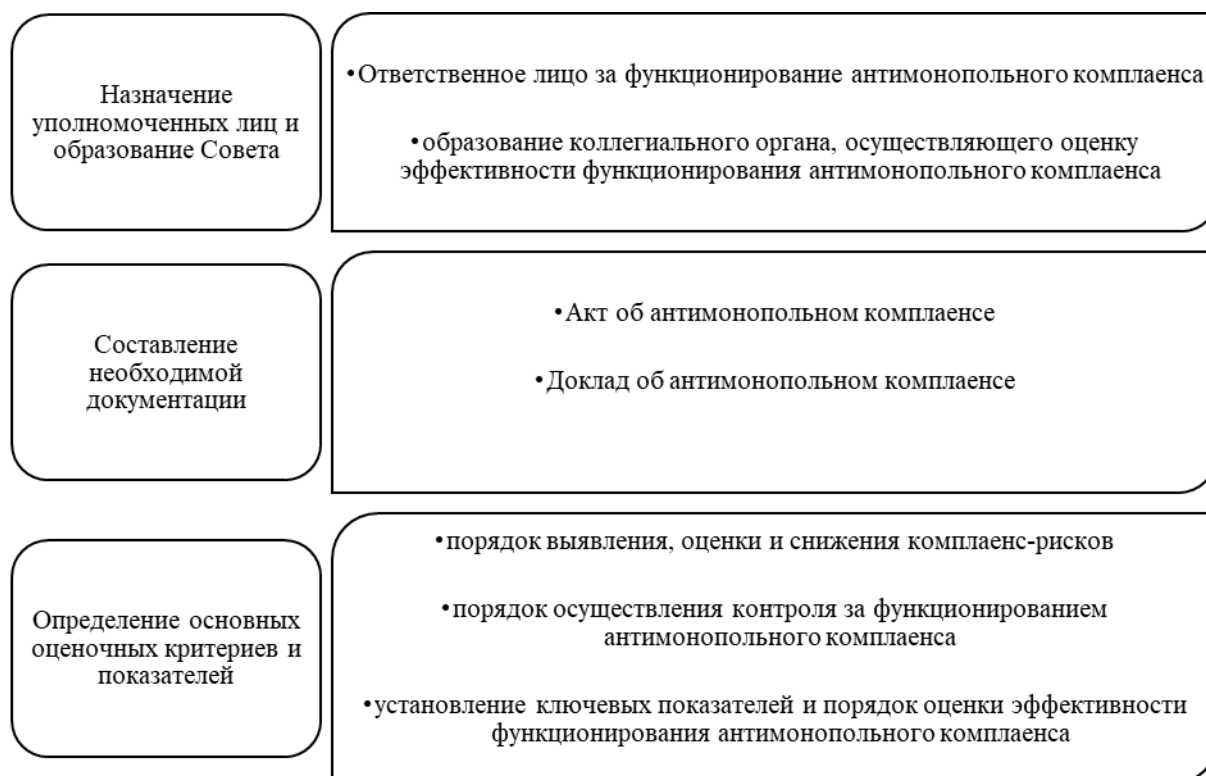 Назначение
уполномоченных лиц и
образование Совета
•Ответственное лицо за функционирование антимонопольного комплаенса
•образование коллегиального органа, осуществляющего оценку
эффективности функционирования антимонопольного комплаенса
Составление
необходимой
документации
•Акт об антимонопольном комплаенсе
•Доклад об антимонопольном комплаенсе
Определение основных
оценочных критериев и
показателей
•порядок выявления, оценки и снижения комплаенс-рисков
•порядок осуществления контроля за функционированием
антимонопольного комплаенса
•установление ключевых показателей и порядок оценки эффективности
функционирования антимонопольного комплаенса